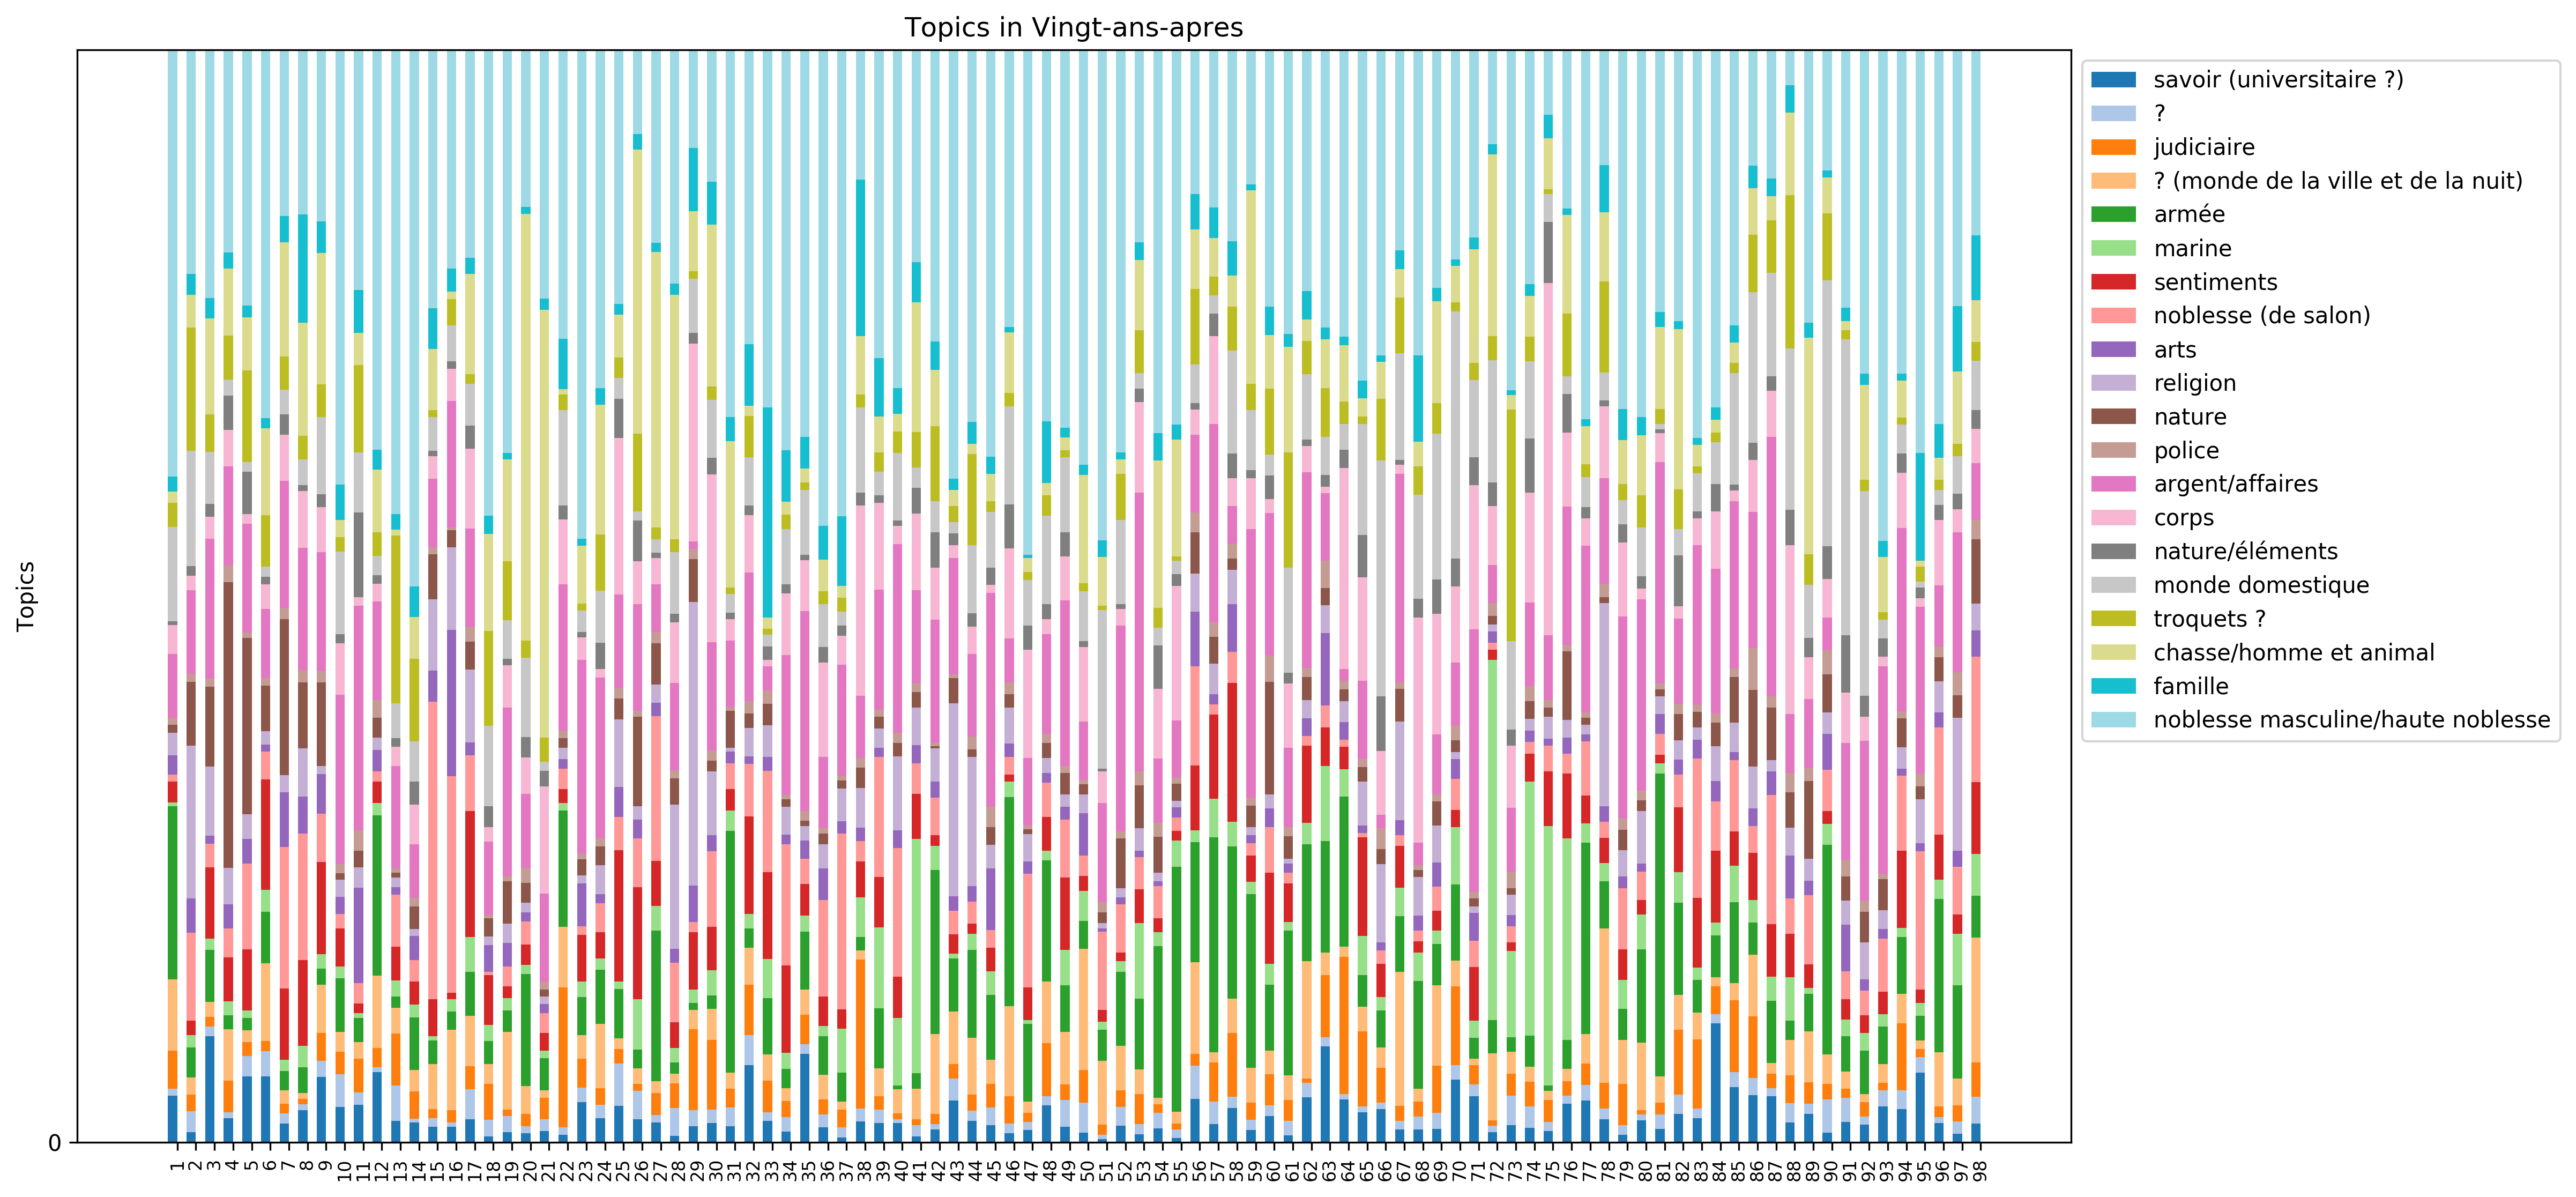 Topics in Vingt-ans-apres
Topics
0
1 2 3 4 5 6 7 8 9 10 11 12 13 14 15 16 17 18 19 20 21 22 23 24 25 26 27 28 29 30 31 32 33 34 35 36 37 38 39 40 41 42 43 44 45 46 47 48 49 50 51 52 53 54 55 56 57 58 59 60 61 62 63 64 65 66 67 68 69 70 71 72 73 74 75 76 77 78 79 80 81 82 83 84 85 86 87 88 89 90 91 92 93 94 95 96 97 98
savoir (universitaire ?)
?
judiciaire
? (monde de la ville et de la nuit)
armée
marine
sentiments
noblesse (de salon)
arts
religion
nature
police
argent/affaires
corps
nature/éléments
monde domestique
troquets ?
chasse/homme et animal
famille
noblesse masculine/haute noblesse